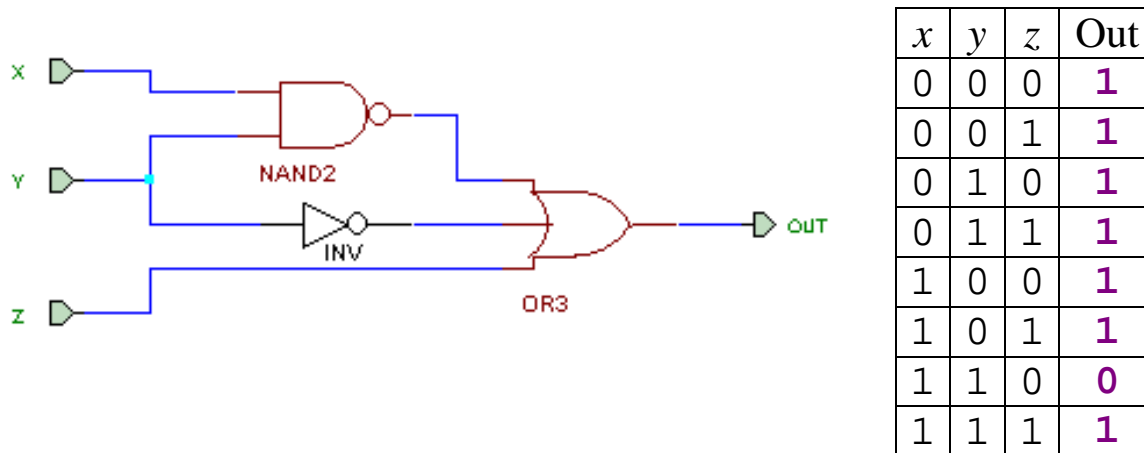 X
Y
NAND2
INV
Z
OR3
OUT
x y z Out
0 0 0 1
0 0 1 1
0 1 0 1
0 1 1 1
1 0 0 1
1 0 1 1
1 1 0 0
1 1 1 1